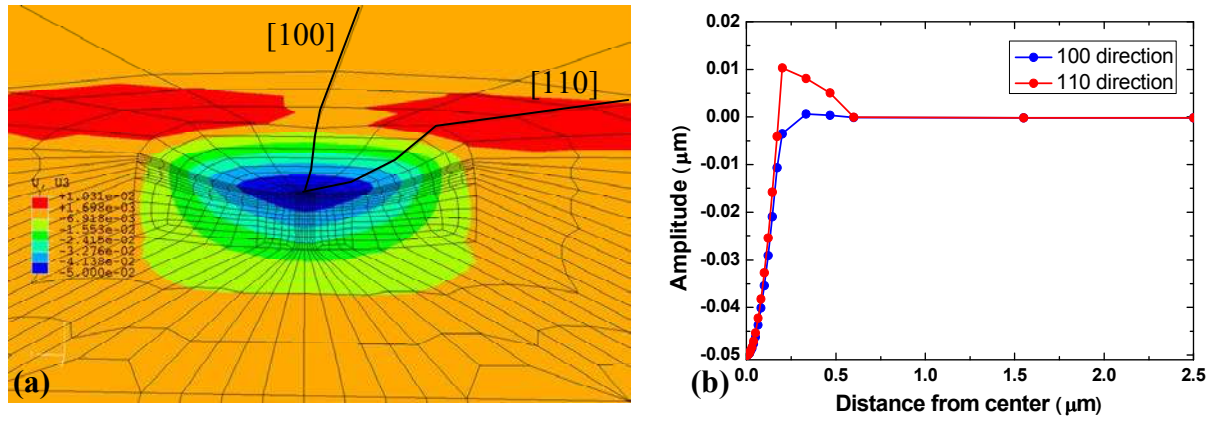 [100]
[110]
U, U3
+1.031e-02
+1.698e-03
-6.918e-03
-1.553e-02
-2.415e-02
-3.276e-02
-4.138e-02
-5.000e-02
(a)
0.02
0.01
0.00
-0.01
-0.02
-0.03
-0.04
-0.05
Amplitude (μm)
100 direction
110 direction
0.0 0.5 1.0 1.5 2.0 2.5
Distance from center (μm)
(b)